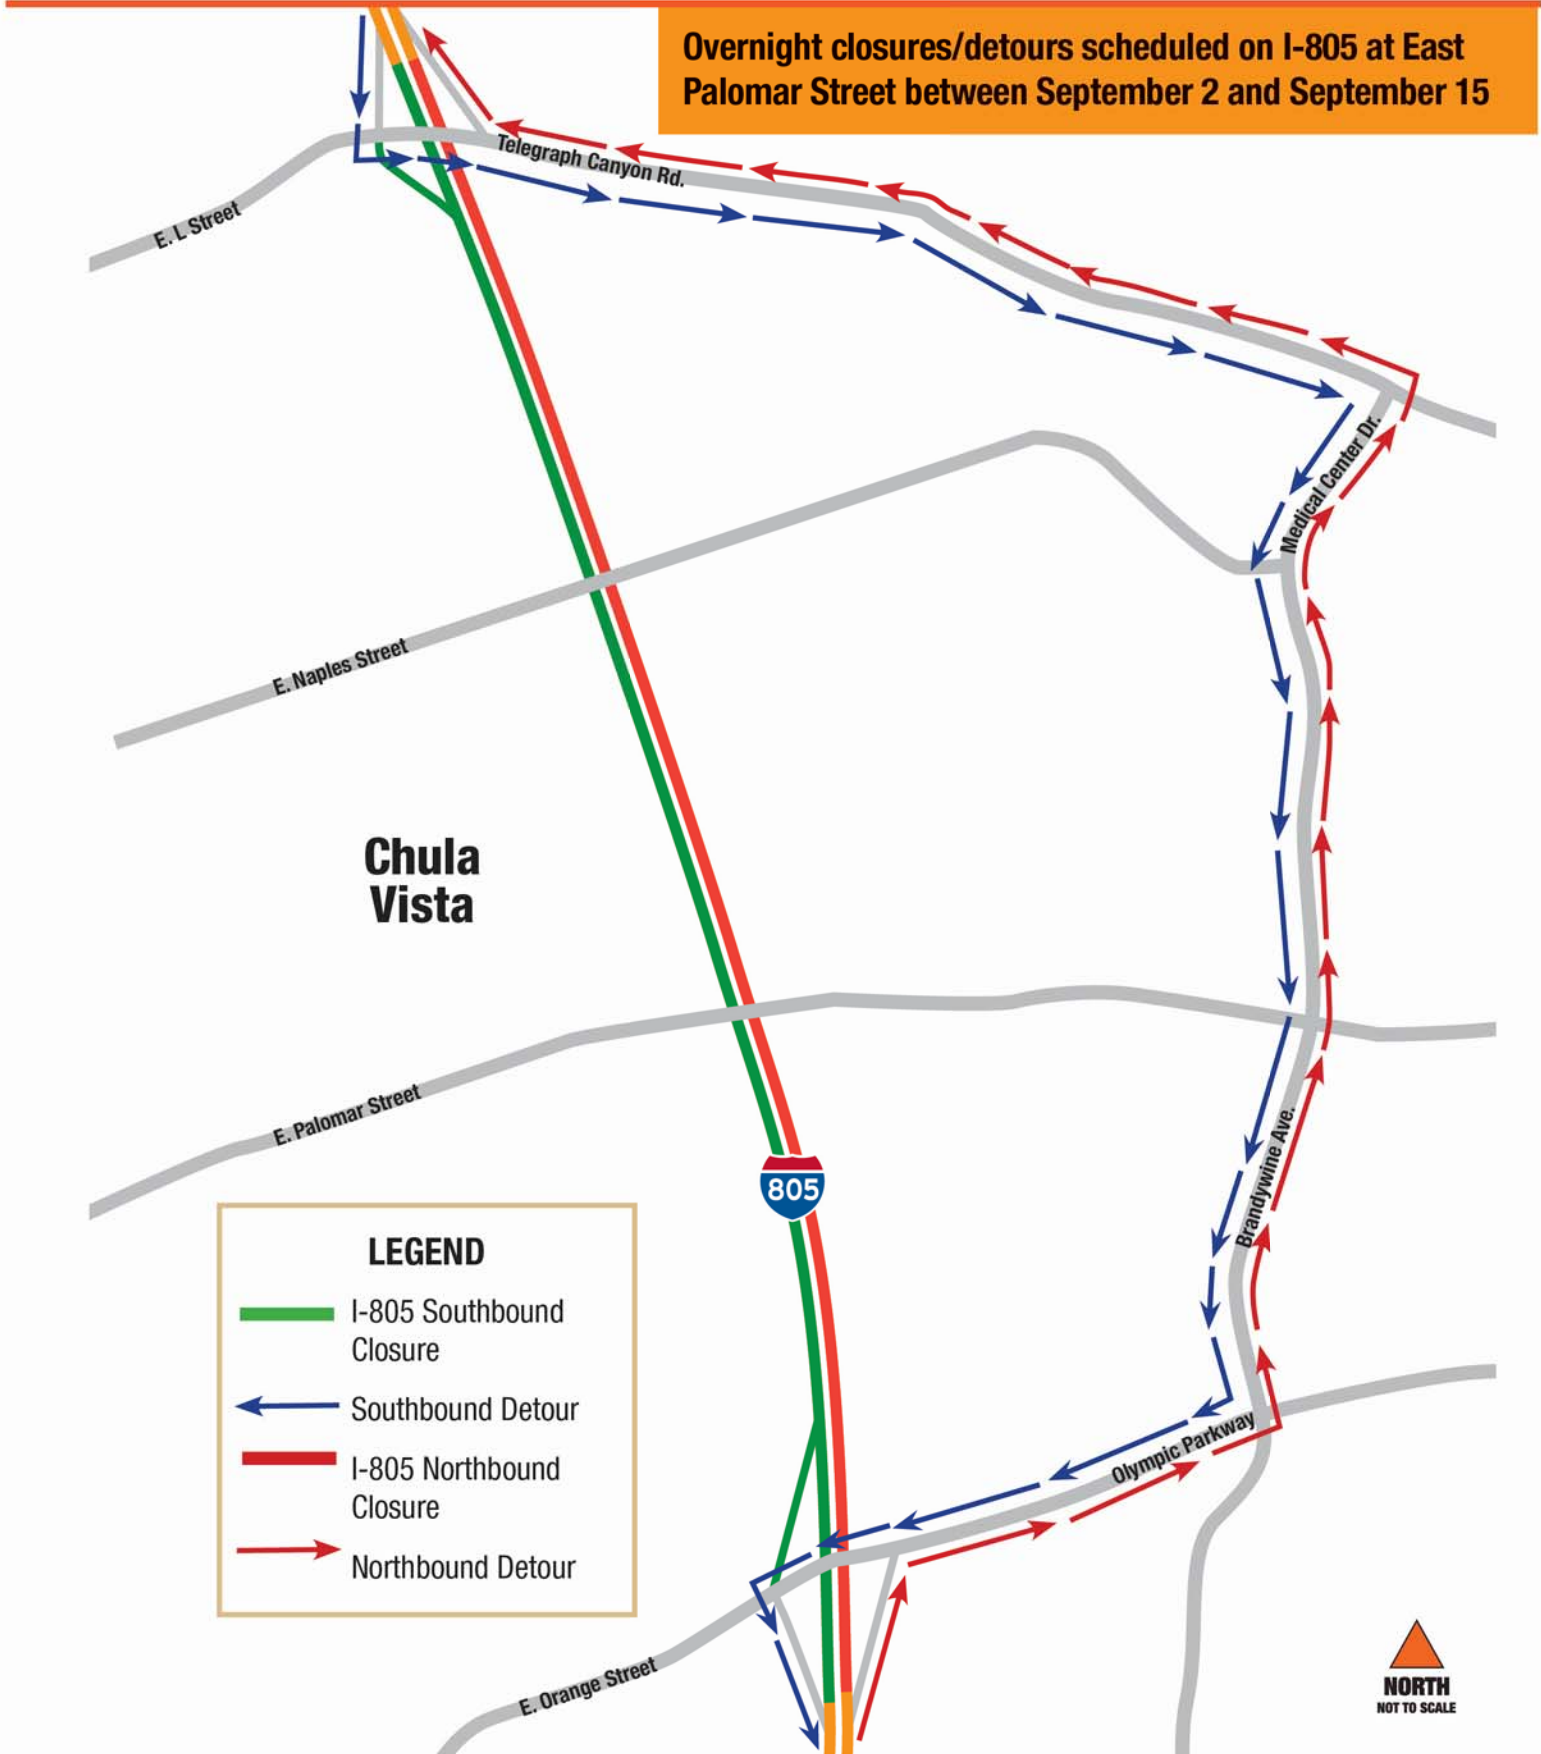 Overnight closures/detours scheduled on I-805 at East
Palomar Street between September 2 and September 15
Telegraph Canyon Rd.
E. L Street
Medical Center Dr.
E. Naples Street
Chula
Vista
E. Palomar Street
Brandywine Ave.
805
LEGEND
I-805 Southbound
Closure
Southbound Detour
I-805 Northbound
Closure
Northbound Detour
Olympic Parkway
E. Orange Street
NORTH
NOT TO SCALE